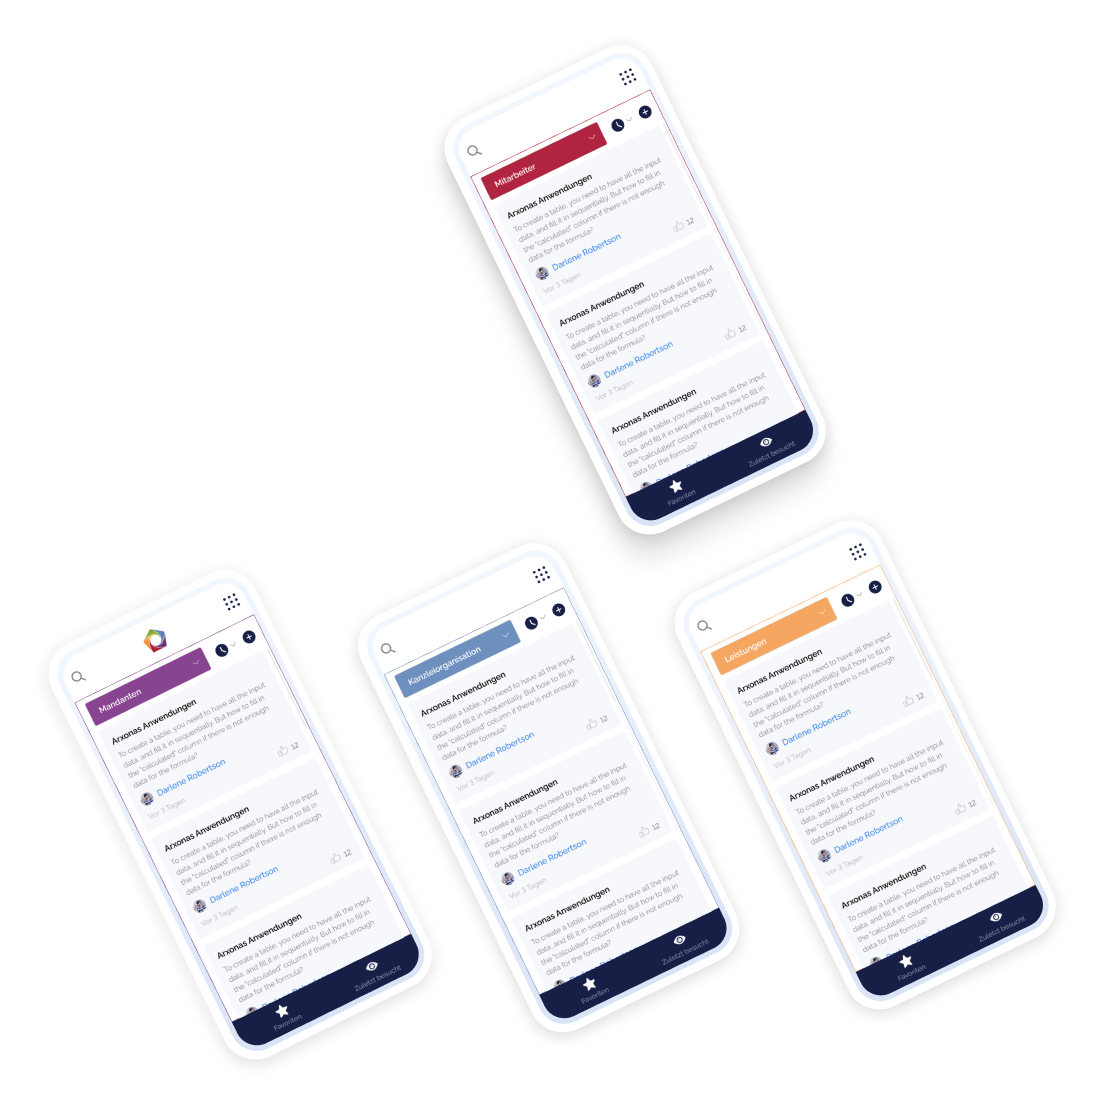 Mitarbeiter
Arxonas Anwendungen
To create a table, you need to have all the input
data, and fill it in sequentially. But how to fill in
the "calculated" column if there is not enough
data for the formula?
Darlene Robertson
12
Vor 3 Tagen
Arxonas Anwendungen
To create a table, you need to have all the input
data, and fill it in sequentially. But how to fill in
the "calculated" column if there is not enough
data for the formula?
Darlene Robertson
12
Vor 3 Tagen
Arxonas Anwendungen
To create a table, you need to have all the input
data, and fill it in sequentially. But how to fill in
the "calculated" column if there is not enough
data for the formula?
Favoriten
Zuletzt besucht
Mandanten
Arxonas Anwendungen
To create a table, you need to have all the input
data, and fill it in sequentially. But how to fill in
the "calculated" column if there is not enough
data for the formula?
Darlene Robertson
12
Vor 3 Tagen
Arxonas Anwendungen
To create a table, you need to have all the input
data, and fill it in sequentially. But how to fill in
the "calculated" column if there is not enough
data for the formula?
Darlene Robertson
12
Vor 3 Tagen
Arxonas Anwendungen
To create a table, you need to have all the input
data, and fill it in sequentially. But how to fill in
the "calculated" column if there is not enough
data for the formula?
Favoriten
Zuletzt besucht
Kanzleiorganisation
Arxonas Anwendungen
To create a table, you need to have all the input
data, and fill it in sequentially. But how to fill in
the "calculated" column if there is not enough
data for the formula?
Darlene Robertson
12
Vor 3 Tagen
Arxonas Anwendungen
To create a table, you need to have all the input
data, and fill it in sequentially. But how to fill in
the "calculated" column if there is not enough
data for the formula?
Darlene Robertson
12
Vor 3 Tagen
Arxonas Anwendungen
To create a table, you need to have all the input
data, and fill it in sequentially. But how to fill in
the "calculated" column if there is not enough
data for the formula?
Favoriten
Zuletzt besucht
Leistungen
Arxonas Anwendungen
To create a table, you need to have all the input
data, and fill it in sequentially. But how to fill in
the "calculated" column if there is not enough
data for the formula?
Darlene Robertson
12
Vor 3 Tagen
Arxonas Anwendungen
To create a table, you need to have all the input
data, and fill it in sequentially. But how to fill in
the "calculated" column if there is not enough
data for the formula?
Darlene Robertson
12
Vor 3 Tagen
Arxonas Anwendungen
To create a table, you need to have all the input
data, and fill it in sequentially. But how to fill in
the "calculated" column if there is not enough
data for the formula?
Favoriten
Zuletzt besucht